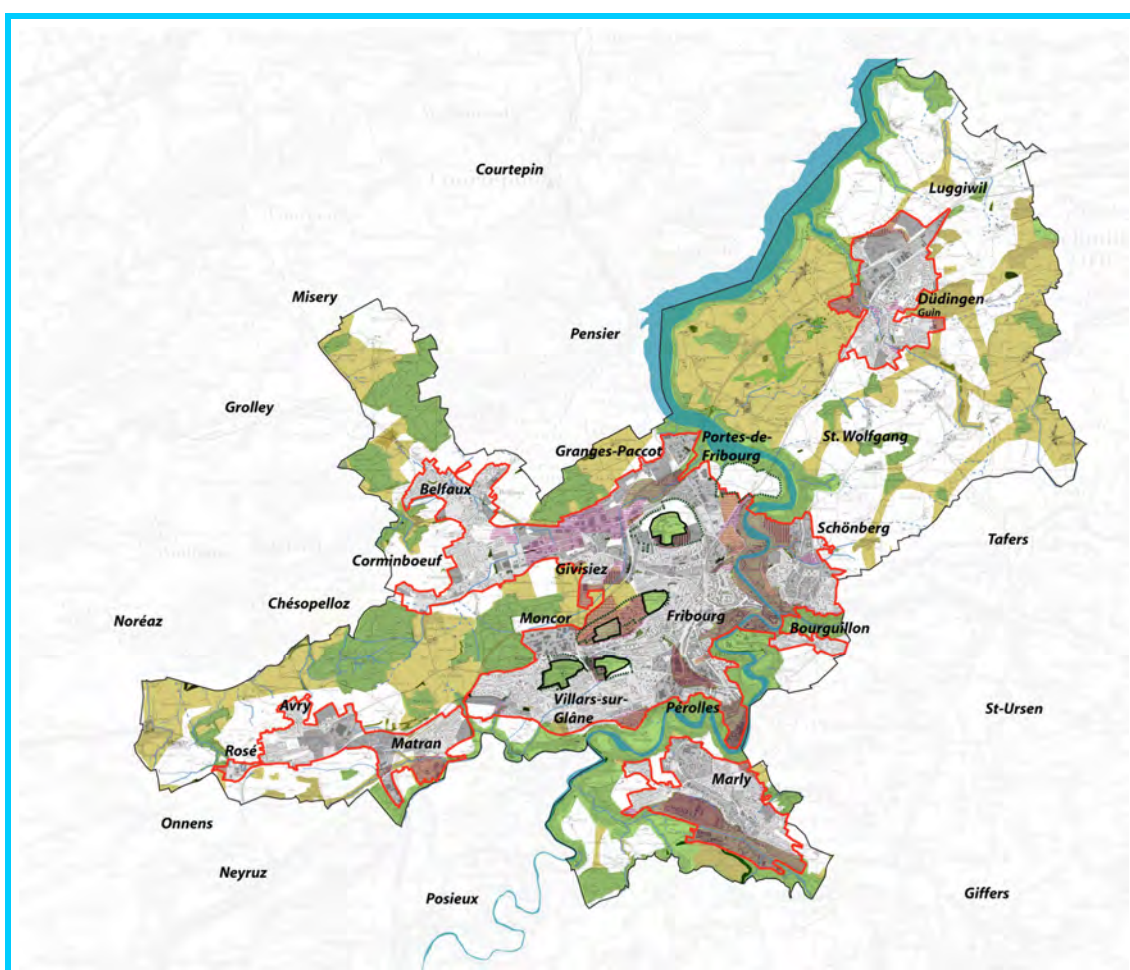 Courtepin
Luggiwil
Misery
Düdingen
Guin
Pensier
Grolley
St. Wolfgang
Portes-de-
Fribourg
Granges-Paccot
Belfaux
Schönberg
Tafers
Corminboeuf
Givisiez
Chésopelloz
Noréaz
Moncor
Fribourg
Bourguillon
Villars-sur-
Glâne
Pérolles
St-Ursen
Avry
Rosé
Matran
Marly
Onnens
Neyruz
Posieux
Giffers